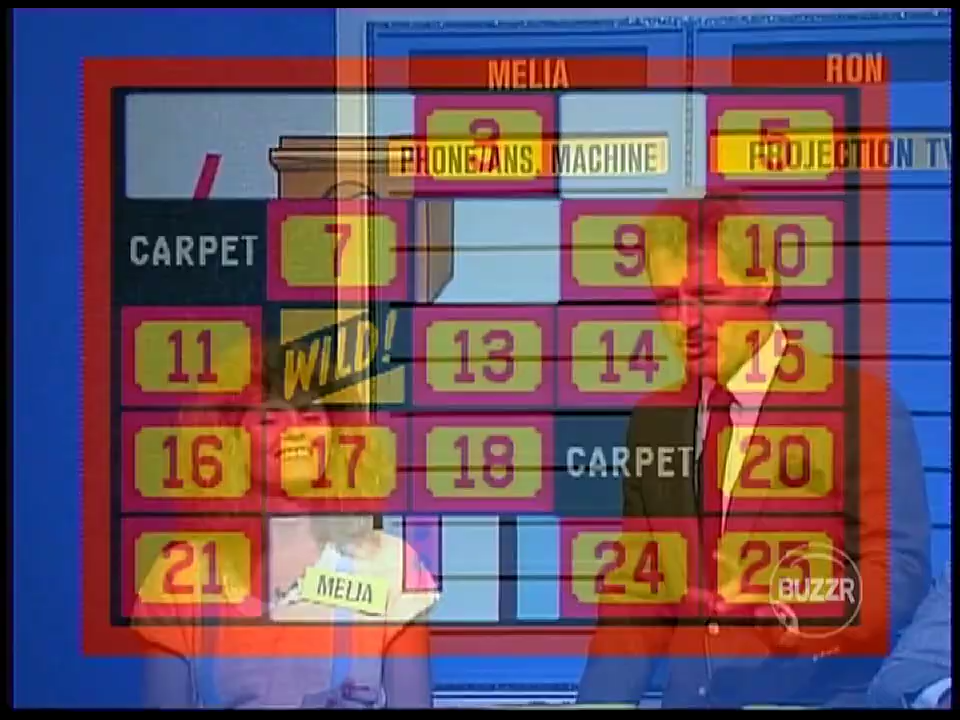 MELIA RON
3 5
PHONE/ANS. MACHINE PROJECTION TV
CARPET 7 9 10
11 WILD! 13 14 15
16 17 18 CARPET 20
21 24 25
MELIA BUZZR